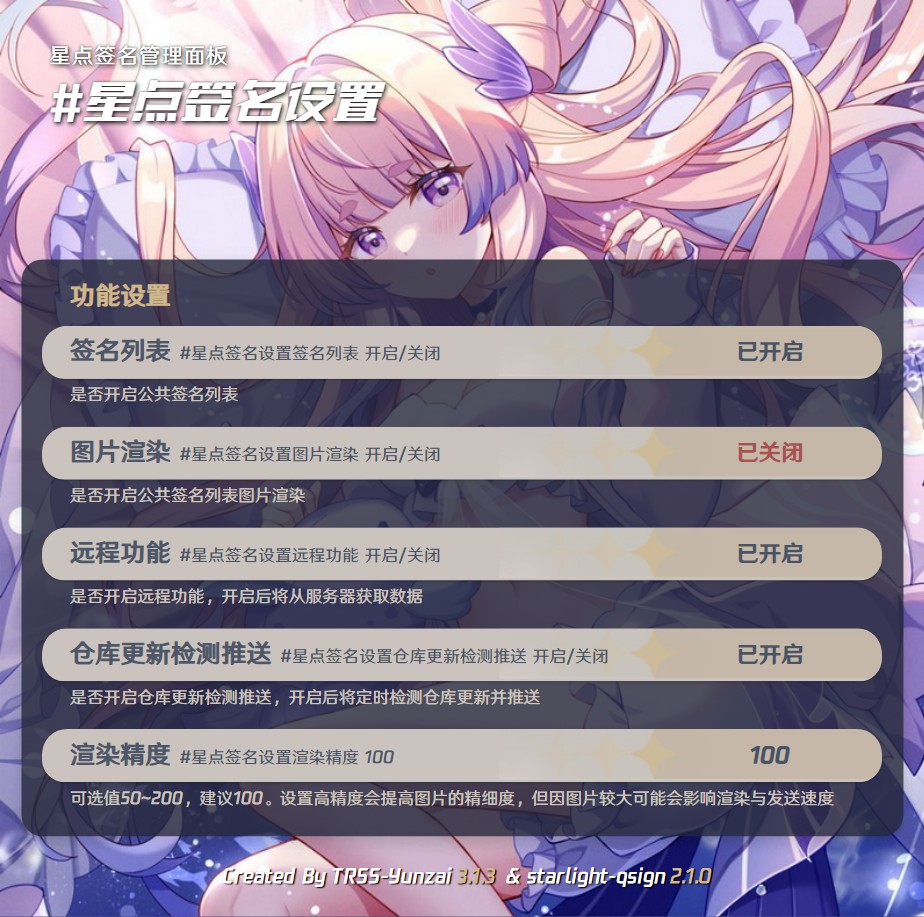 星点签名管理面板
#星点签名设置
功能设置
签名列表 #星点签名设置签名列表 开启/关闭 已开启
是否开启公共签名列表
图片渲染 #星点签名设置图片渲染 开启/关闭 已关闭
是否开启公共签名列表图片渲染
远程功能 #星点签名设置远程功能 开启/关闭 已开启
是否开启远程功能，开启后将从服务器获取数据
仓库更新检测推送 #星点签名设置仓库更新检测推送 开启/关闭 已开启
是否开启仓库更新检测推送，开启后将定时检测仓库更新并推送
渲染精度 #星点签名设置渲染精度 100 100
可选值50~200，建议100。设置高精度会提高图片的精细度，但因图片较大可能会影响渲染与发送速度
Created By TRSS-Yunzai 3.1.3 & starlight-qsign 2.1.0